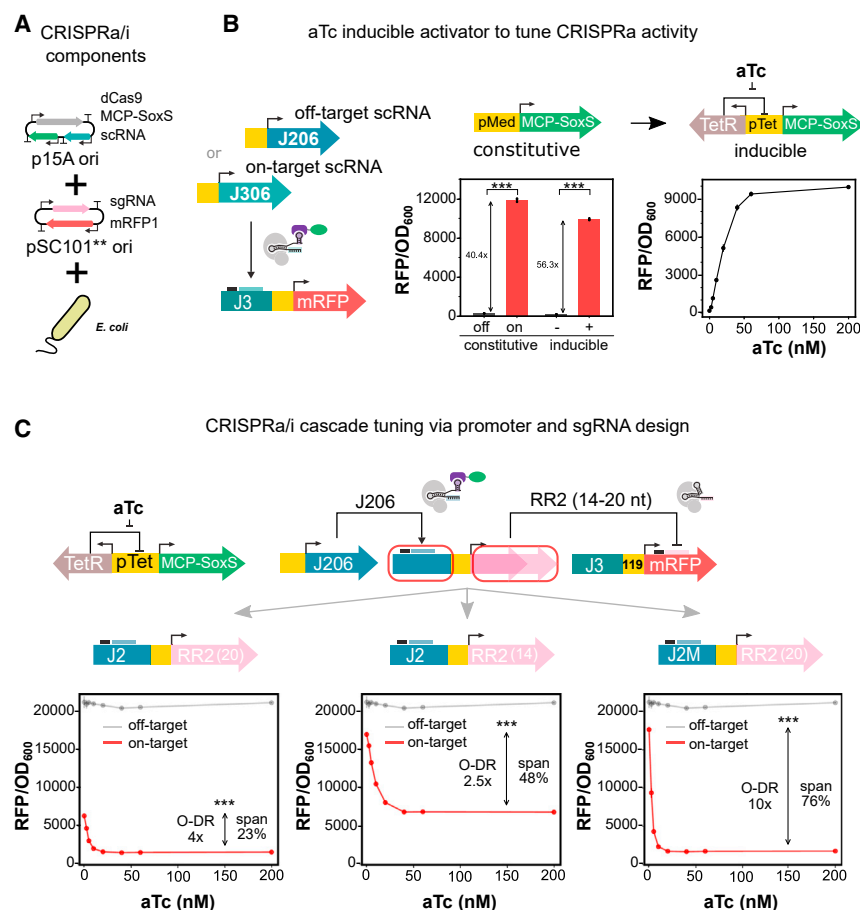 A
CRISPRa/i
components
dCas9
MCP-SoxS
scRNA
p15A ori
+
sgRNA
mRFP1
pSC101** ori
+
E. coli
B
aTc inducible activator to tune CRISPRa activity
off-target scRNA
J206
or
on-target scRNA
J306
J3
mRFP
pMed
MCP-SoxS
constitutive
aTc
TetR
pTet
MCP-SoxS
inducible
RFP/OD600
12000
9000
6000
3000
0
***
***
40.4x
56.3x
off
on
-
+
constitutive
inducible
RFP/OD600
9000
6000
3000
0
0
50
100
150
200
aTc (nM)
C
CRISPRa/i cascade tuning via promoter and sgRNA design
aTc
TetR
pTet
MCP-SoxS
J206
J206
RR2 (14-20 nt)
J3
119
mRFP
J2
RR2 (20)
J2
RR2 (14)
J2M
RR2 (20)
RFP/OD600
20000
15000
10000
5000
0
off-target
on-target
***
O-DR
4x
span
23%
0
50
100
150
200
aTc (nM)
20000
15000
10000
5000
0
off-target
on-target
***
O-DR
2.5x
span
48%
0
50
100
150
200
aTc (nM)
20000
15000
10000
5000
0
off-target
on-target
***
O-DR
10x
span
76%
0
50
100
150
200
aTc (nM)